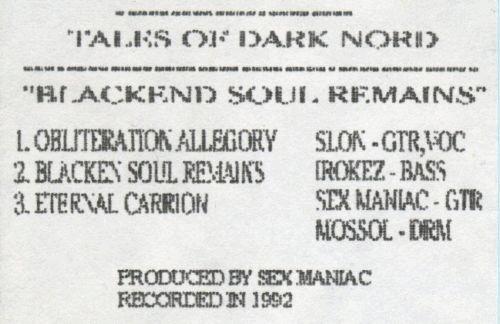 TALES OF DARK NORD
"BLACKEND SOUL REMAINS"
1. OBLITERATION ALLEGORY
2. BLACKEN SOUL REMAINS
3. ETERNAL CARRION
SLON - GTR,VOC
IROKEZ - BASS
SEX MANIAC - GTR
MOSSOL - DRM
PRODUCED BY SEX MANIAC
RECORDED IN 1992